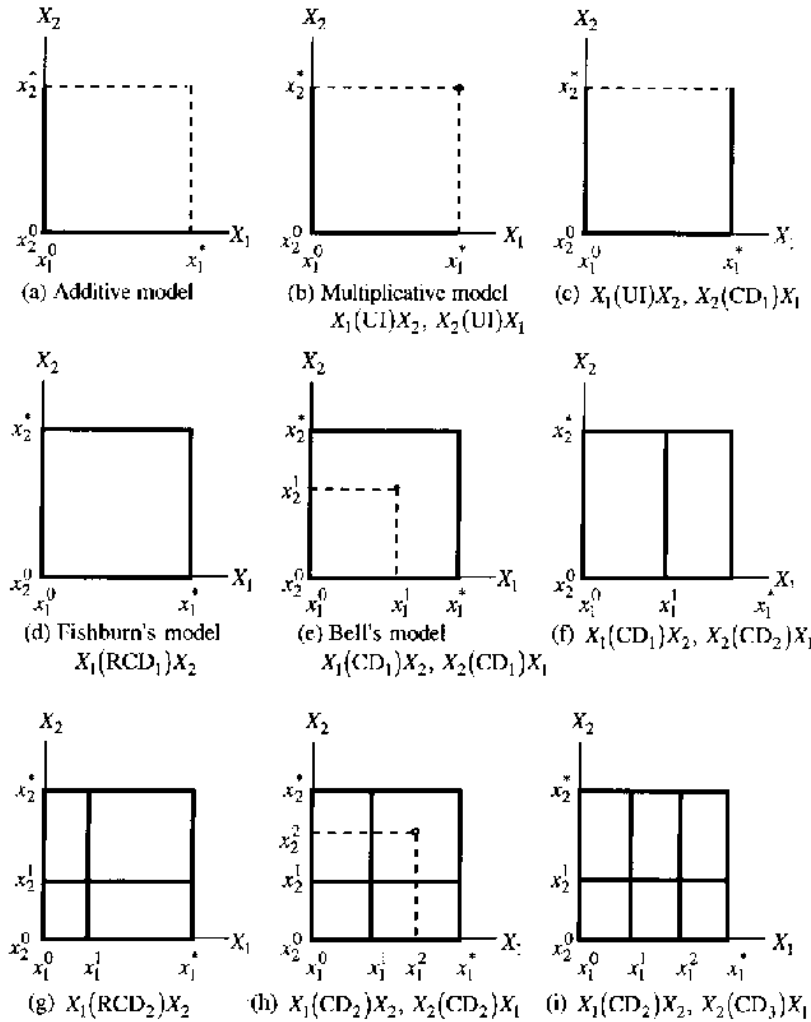 X₂ X₂ X₂
x₂* x₂* x₂*
x₂⁰ X₁ x₂⁰ X₁ x₂⁰ X₁
x₁⁰ x₁* x₁⁰ x₁* x₁⁰ x₁*
(a) Additive model (b) Multiplicative model (c) X₁(UI)X₂, X₂(CD₁)X₁
X₁(UI)X₂, X₂(UI)X₁
X₂ X₂ X₂
x₂* x₂* x₂*
x₂¹
x₂⁰ X₁ x₂⁰ X₁ x₂⁰ X₁
x₁⁰ x₁* x₁⁰ x₁¹ x₁* x₁⁰ x₁¹ x₁*
(d) Fishburn's model (e) Bell's model (f) X₁(CD₁)X₂, X₂(CD₂)X₁
X₁(RCD₁)X₂ X₁(CD₁)X₂, X₂(CD₁)X₁
X₂ X₂ X₂
x₂* x₂* x₂*
x₂²
x₂¹ x₂¹ x₂¹
x₂⁰ X₁ x₂⁰ X₁ x₂⁰ X₁
x₁⁰ x₁¹ x₁* x₁⁰ x₁¹ x₁² x₁* x₁⁰ x₁¹ x₁² x₁*
(g) X₁(RCD₂)X₂ (h) X₁(CD₂)X₂, X₂(CD₂)X₁ (i) X₁(CD₂)X₂, X₂(CD₃)X₁